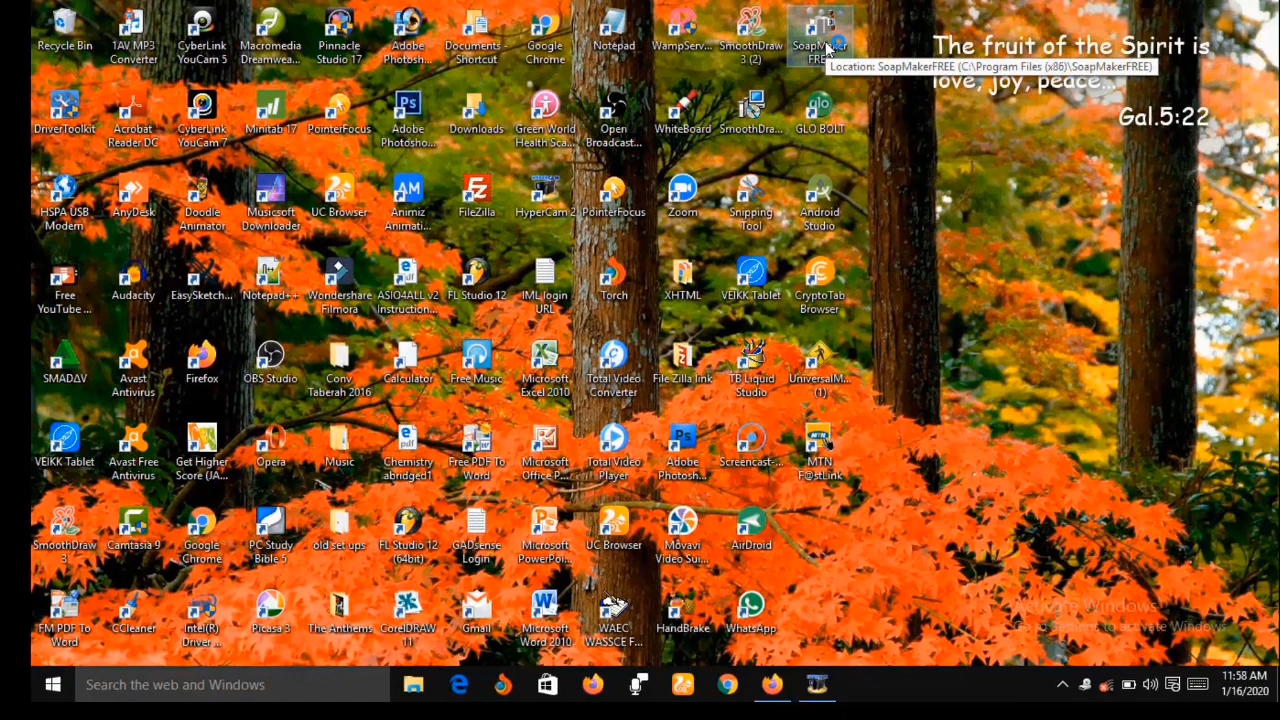 Recycle Bin
1AV MP3
Converter
CyberLink
YouCam 5
Macromedia
Dreamwea...
Pinnacle
Studio 17
Adobe
Photosh...
Documents -
Shortcut
Google
Chrome
Notepad
WampServ...
SmoothDraw
3 (2)
SoapMaker
FREE
Location: SoapMakerFREE (C:\Program Files (x86)\SoapMakerFREE)
The fruit of the Spirit is
love, joy, peace...
Gal.5:22
DriverToolkit
Acrobat
Reader DC
CyberLink
YouCam 7
Minitab 17
PointerFocus
Adobe
Photosho...
Downloads
Green World
Health Sca...
Open
Broadcast...
WhiteBoard
SmoothDra...
GLO BOLT
HSPA USB
Modem
AnyDesk
Doodle
Animator
Musicsoft
Downloader
UC Browser
Animiz
Animati...
FileZilla
HyperCam 2
PointerFocus
Zoom
Snipping
Tool
Android
Studio
Free
YouTube ...
Audacity
EasySketch...
Notepad++
Wondershare
Filmora
ASIO4ALL v2
Instruction...
FL Studio 12
IML login
URL
Torch
XHTML
VEIKK Tablet
CryptoTab
Browser
SMADΔV
Avast
Antivirus
Firefox
OBS Studio
Conv
Taberah 2016
Calculator
Free Music
Microsoft
Excel 2010
Total Video
Converter
File Zilla link
TB Liquid
Studio
UniversalM...
(1)
VEIKK Tablet
Avast Free
Antivirus
Get Higher
Score (JA...
Opera
Music
Chemistry
abridged1
Free PDF To
Word
Microsoft
Office P...
Total Video
Player
Adobe
Photosh...
Screencast-...
MTN
F@stLink
SmoothDraw
3
Camtasia 9
Google
Chrome
PC Study
Bible 5
old set ups
FL Studio 12
(64bit)
GADsense
Login
Microsoft
PowerPoi...
UC Browser
Movavi
Video Sui...
AirDroid
FM PDF To
Word
CCleaner
Intel(R)
Driver ...
Picasa 3
The Anthems
CorelDRAW
11
Gmail
Microsoft
Word 2010
WAEC
WASSCE F...
HandBrake
WhatsApp
Activate Windows
Go to Settings to activate Windows.
Search the web and Windows
11:58 AM
1/16/2020